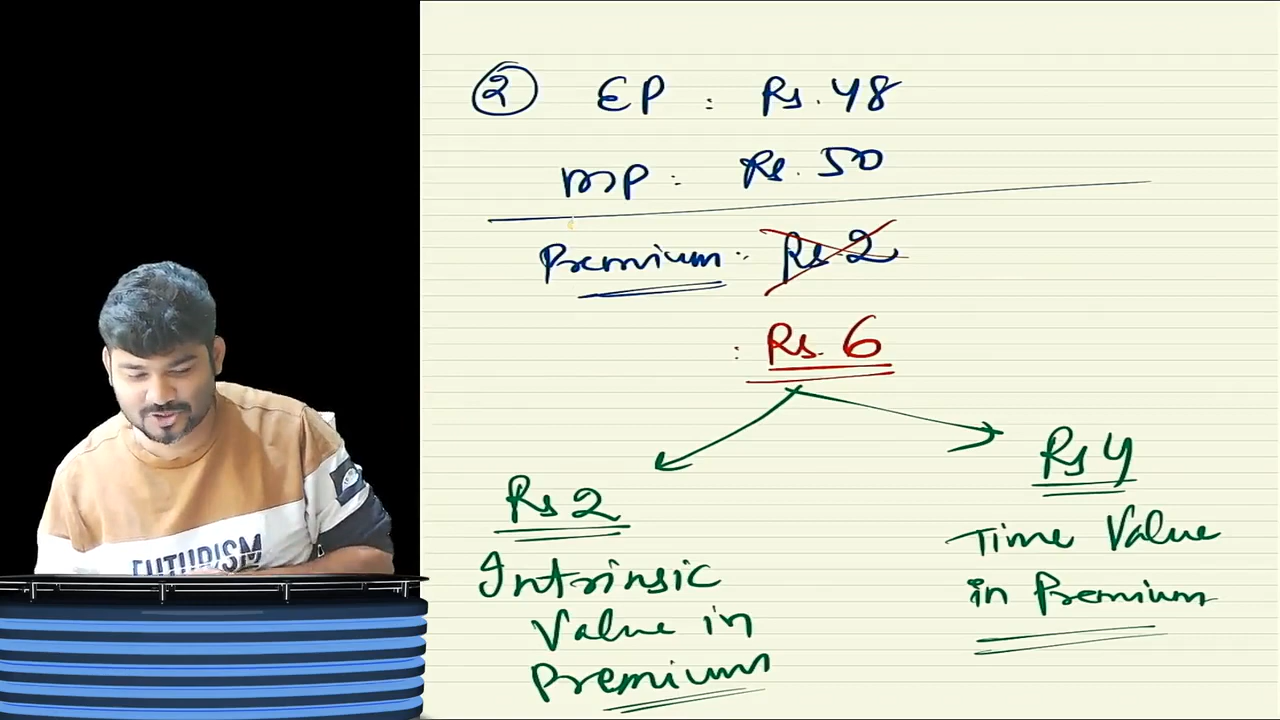 ② EP : Rs. 48
MP : Rs. 50
Premium : Rs 2
: Rs. 6
Rs 2
Intrinsic
Value in
Premium
Rs 4
Time Value
in Premium
FUTURISM